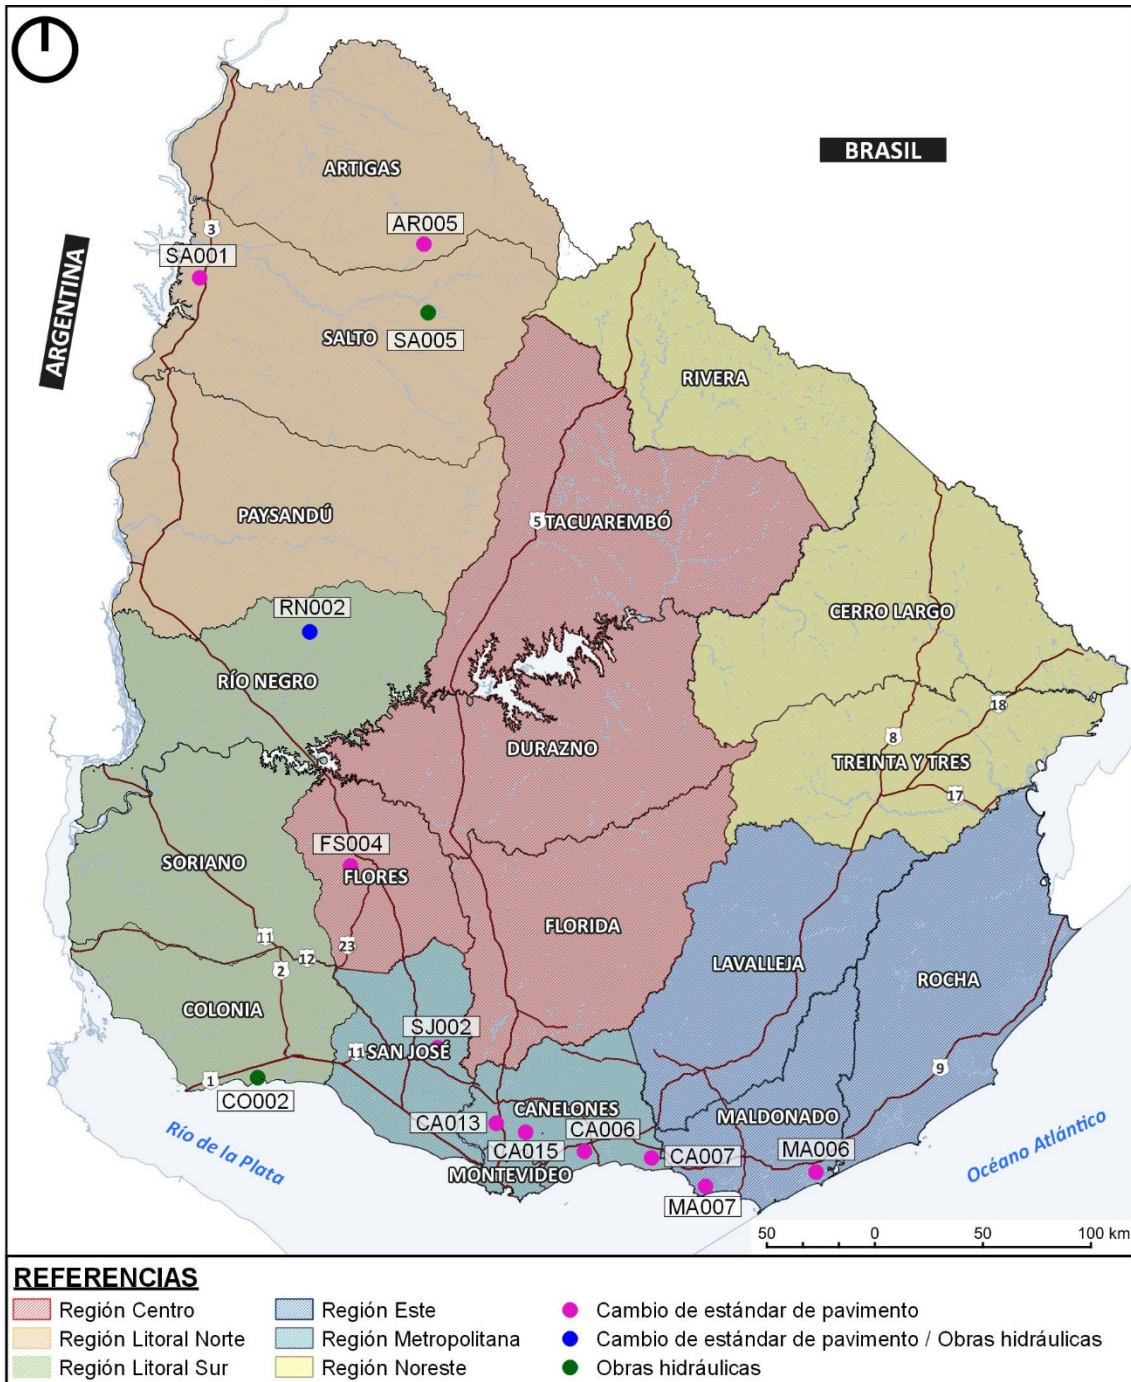 BRASIL
ARTIGAS
AR005
3
SA001
ARGENTINA
SALTO
SA005
RIVERA
PAYSANDÚ
5
TACUAREMBÓ
RN002
CERRO LARGO
RÍO NEGRO
18
8
DURAZNO
TREINTA Y TRES
17
FS004
SORIANO
FLORES
FLORIDA
11
23
12
2
LAVALLEJA
ROCHA
COLONIA
SJ002
11
SAN JOSÉ
9
1
CO002
CANELONES
MALDONADO
CA013
CA006
Río de la Plata
CA015
CA007
MA006
Océano Atlántico
MONTEVIDEO
MA007
50 0 50 100 km
REFERENCIAS
Región Centro
Región Litoral Norte
Región Litoral Sur
Región Este
Región Metropolitana
Región Noreste
Cambio de estándar de pavimento
Cambio de estándar de pavimento / Obras hidráulicas
Obras hidráulicas